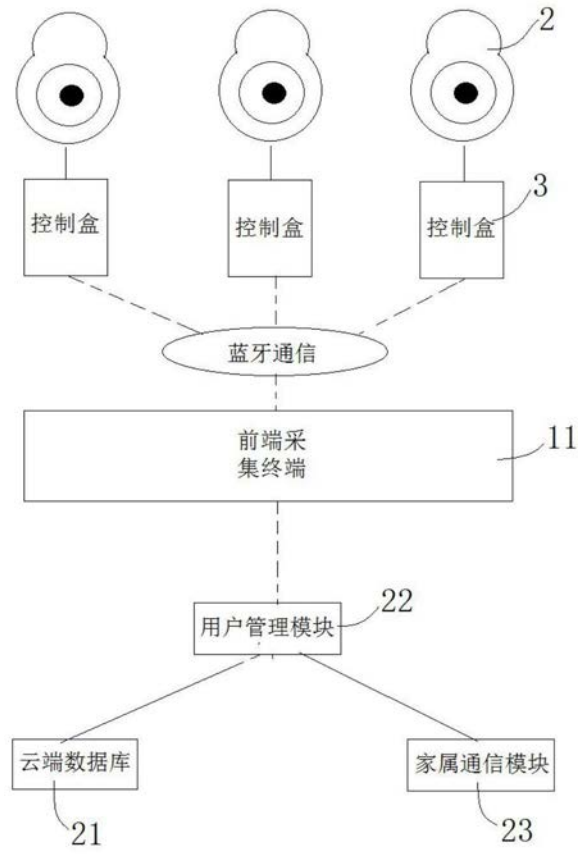 2
控制盒
控制盒
控制盒
3
蓝牙通信
前端采
集终端
11
用户管理模块
22
云端数据库
家属通信模块
21
23